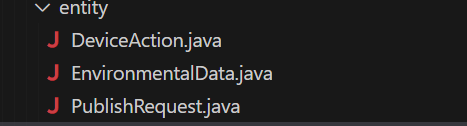 entity
DeviceAction.java
EnvironmentalData.java
PublishRequest.java